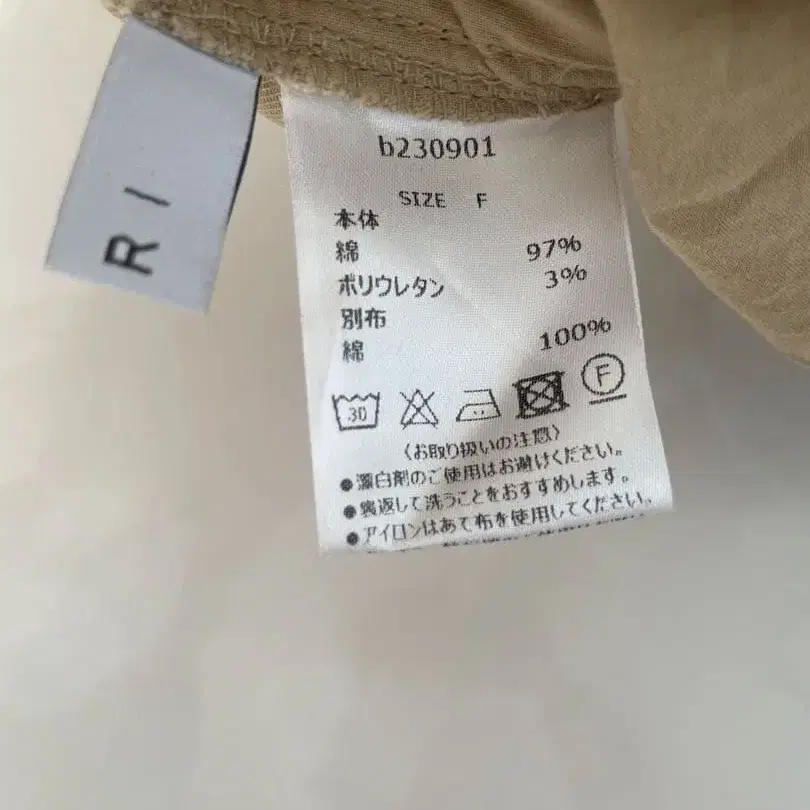 RI
b230901
SIZE F
本体
綿 97%
ポリウレタン 3%
別布
綿 100%
30 F
〈お取り扱いの注意〉
●漂白剤のご使用はお避けください。
●裏返して洗うことをおすすめします。
●アイロンはあて布を使用してください。